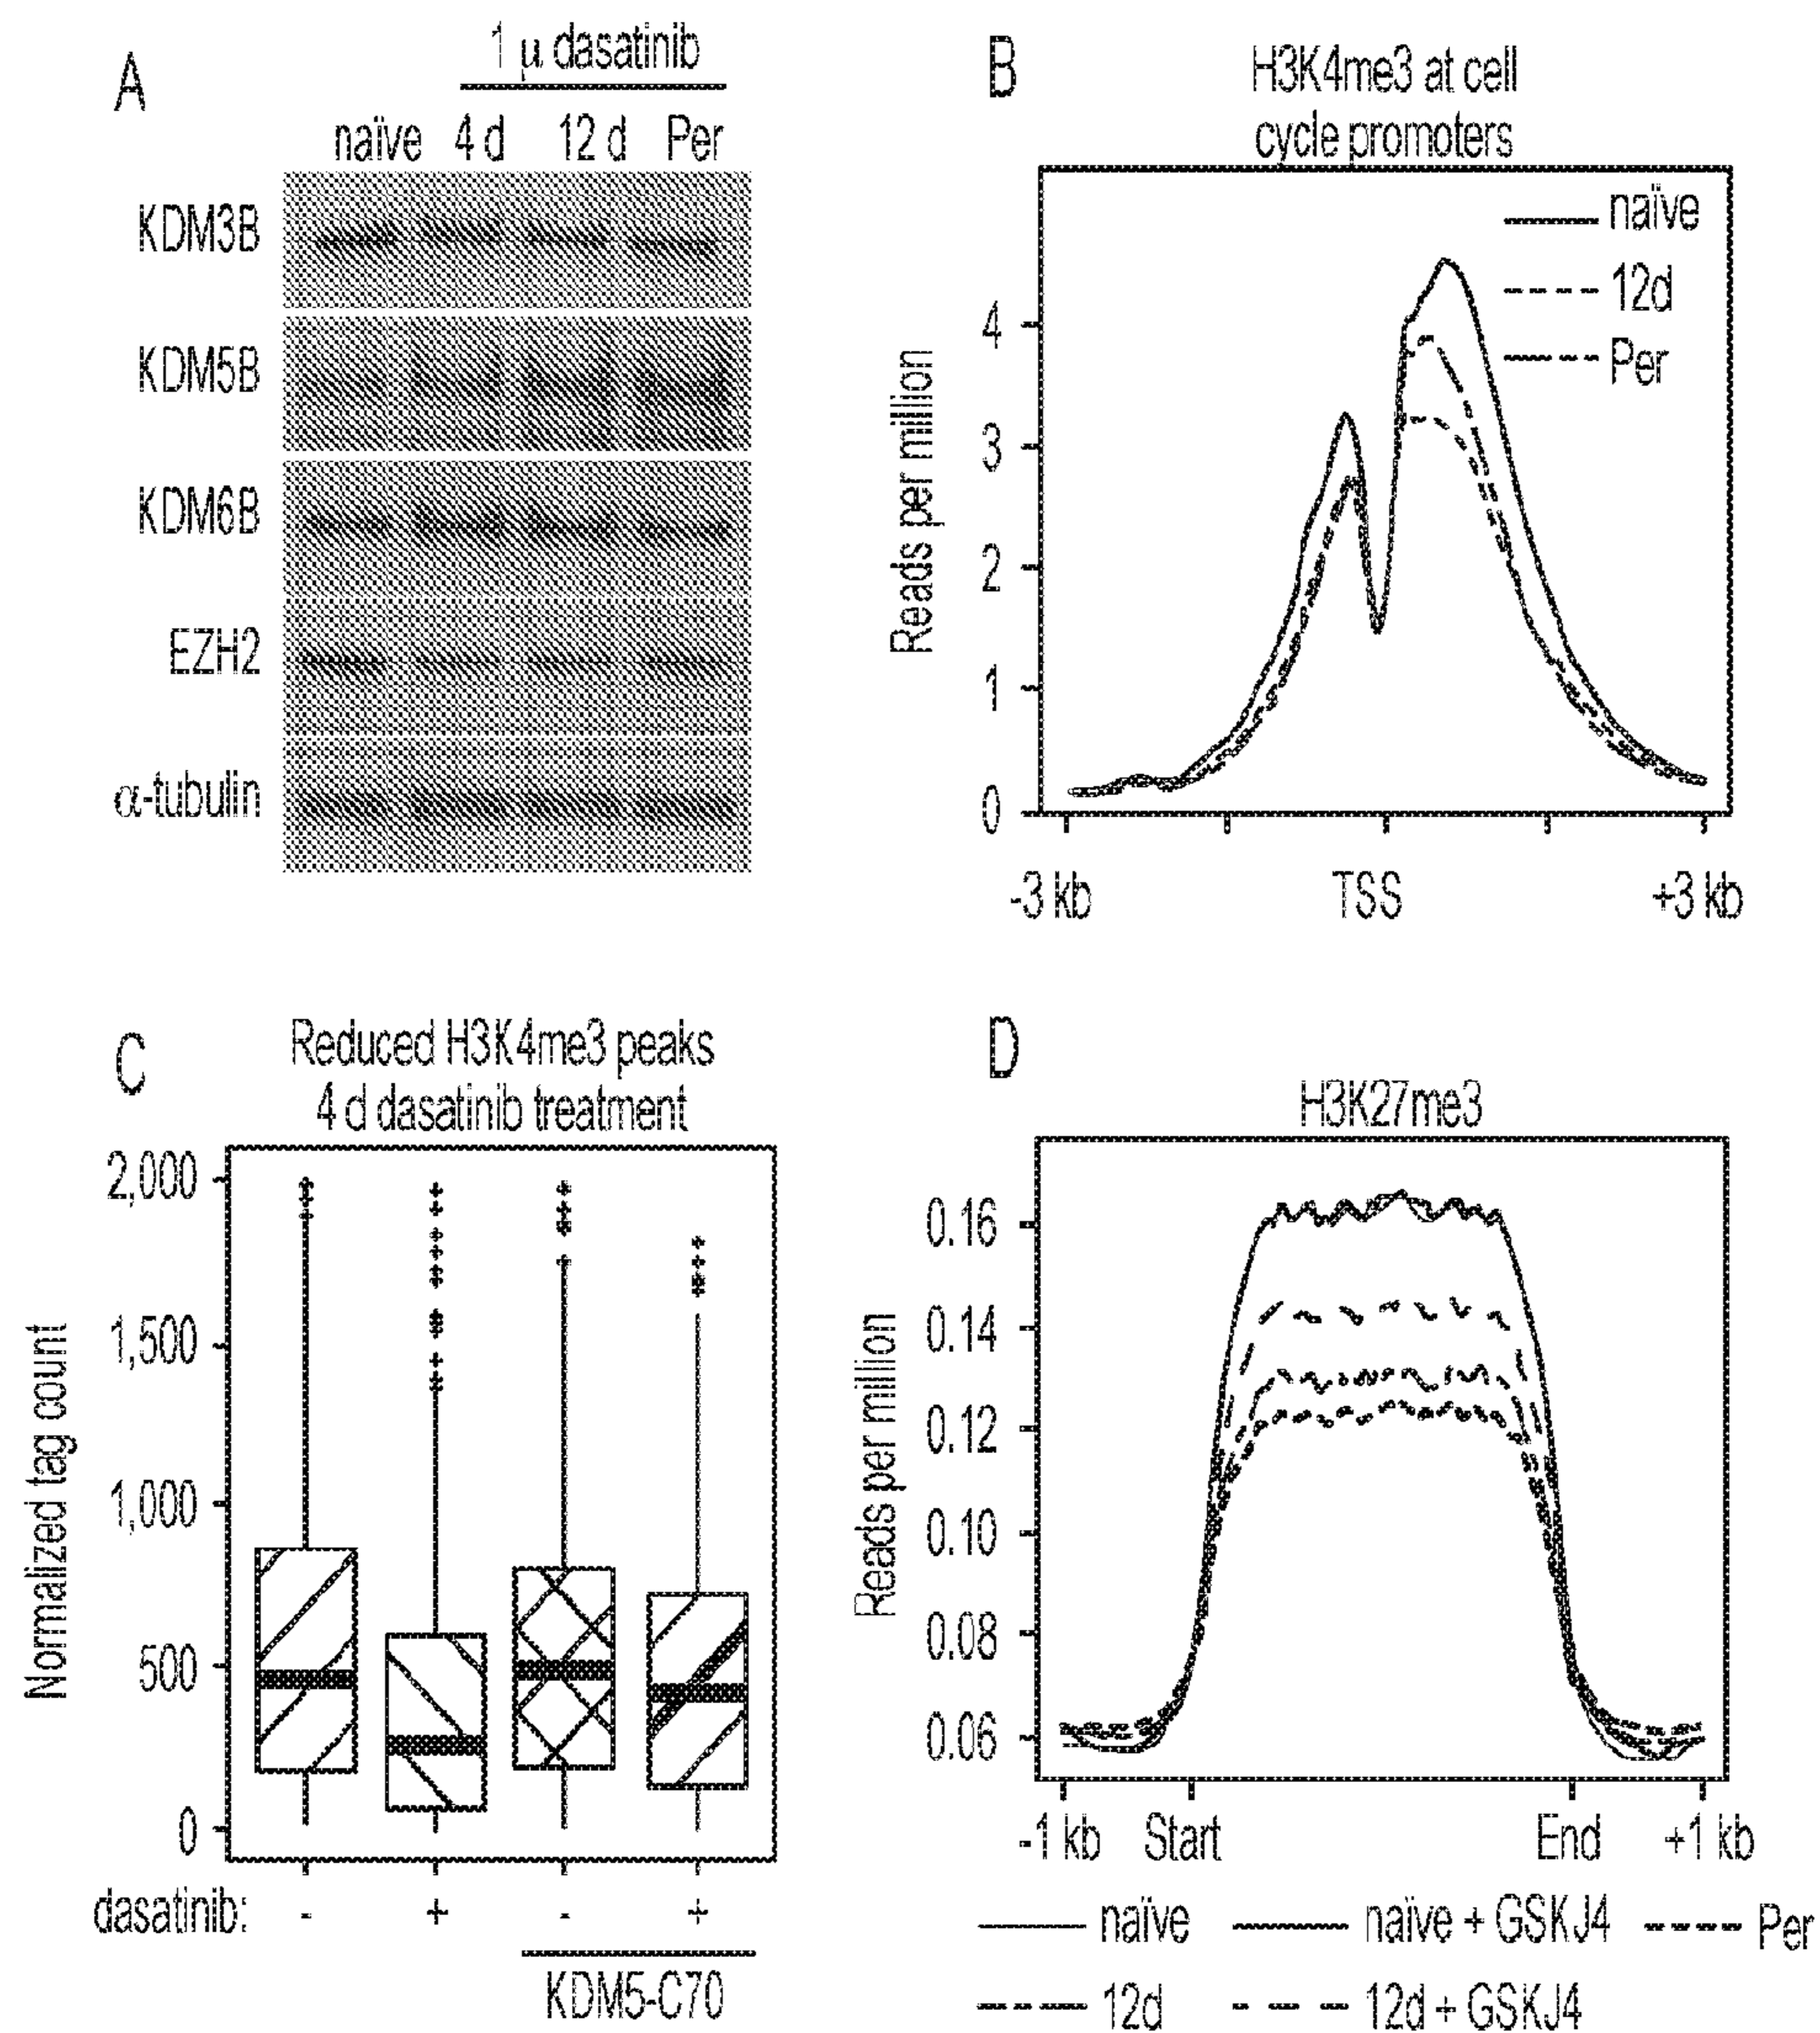 A
1 μ dasatinib
naïve 4 d 12 d Per
KDM3B
KDM5B
KDM6B
EZH2
α-tubulin
B
H3K4me3 at cell
cycle promoters
naïve
12d
Per
Reads per million
4
3
2
1
0
-3 kb TSS +3 kb
C
Reduced H3K4me3 peaks
4 d dasatinib treatment
Normalized tag count
2,000
1,500
1,000
500
0
dasatinib: - + - +
KDM5-C70
D
H3K27me3
Reads per million
0.16
0.14
0.12
0.10
0.08
0.06
-1 kb Start End +1 kb
naïve naïve + GSKJ4 Per
12d 12d + GSKJ4